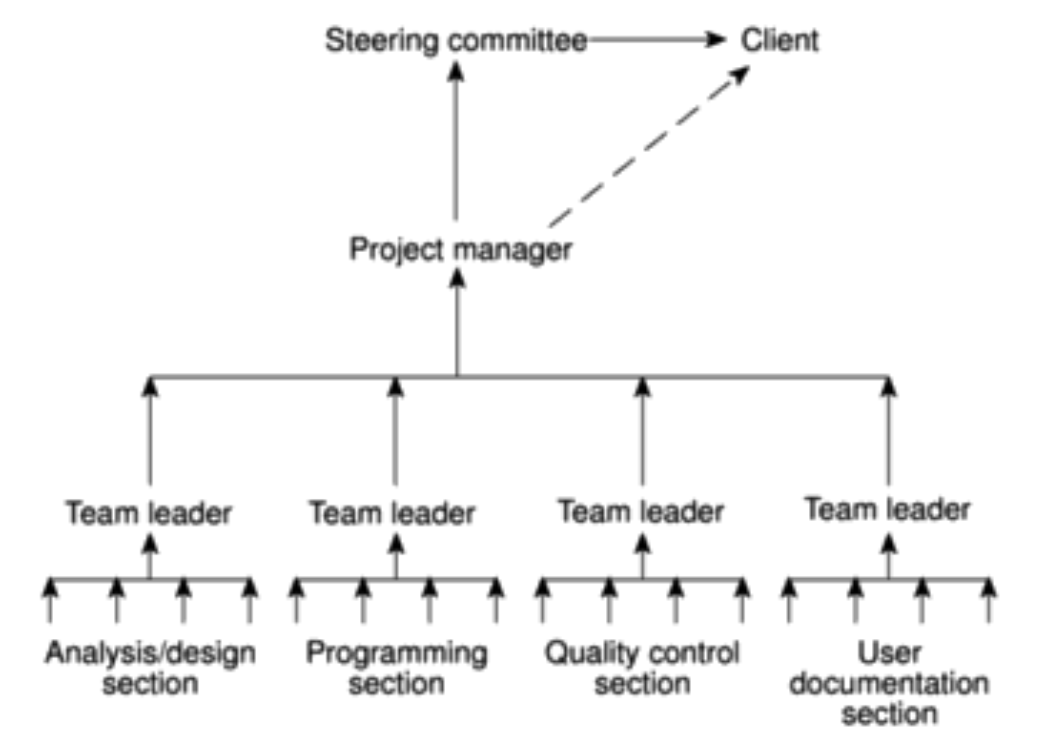 Steering committee
Client
Project manager
Team leader
Team leader
Team leader
Team leader
Analysis/design
section
Programming
section
Quality control
section
User
documentation
section